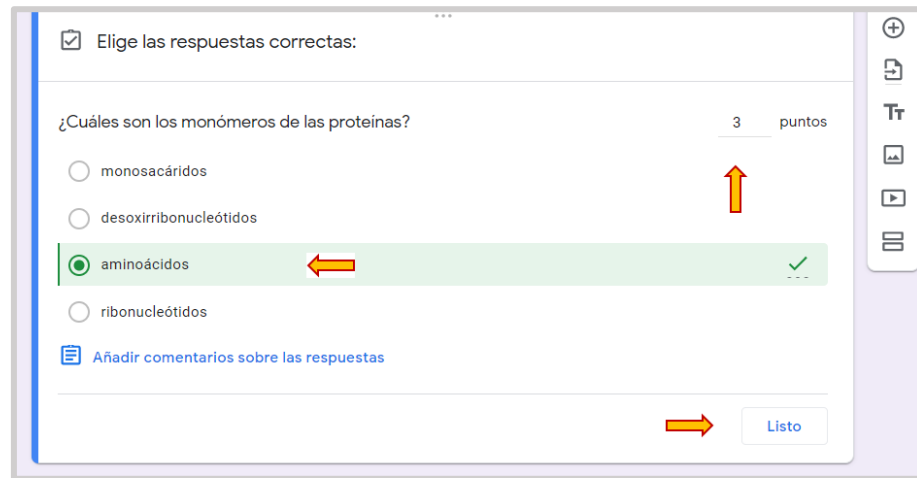 Elige las respuestas correctas:
¿Cuáles son los monómeros de las proteínas?
3 puntos
monosacáridos
desoxirribonucleótidos
aminoácidos
ribonucleótidos
Añadir comentarios sobre las respuestas
Listo
Tт